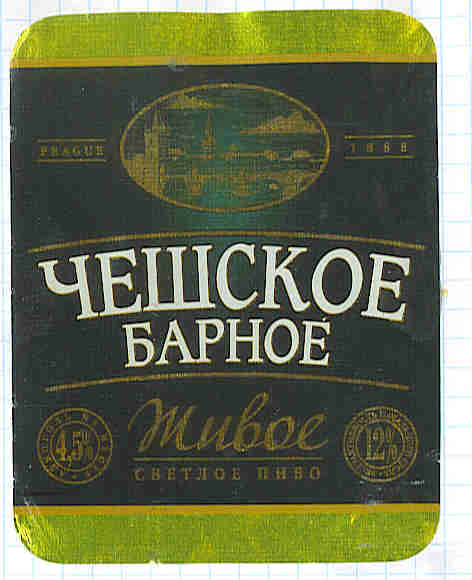 PRAGUE
1888
ЧЕШСКОЕ
БАРНОЕ
Живое
СВЕТЛОЕ ПИВО
4,5%
12%